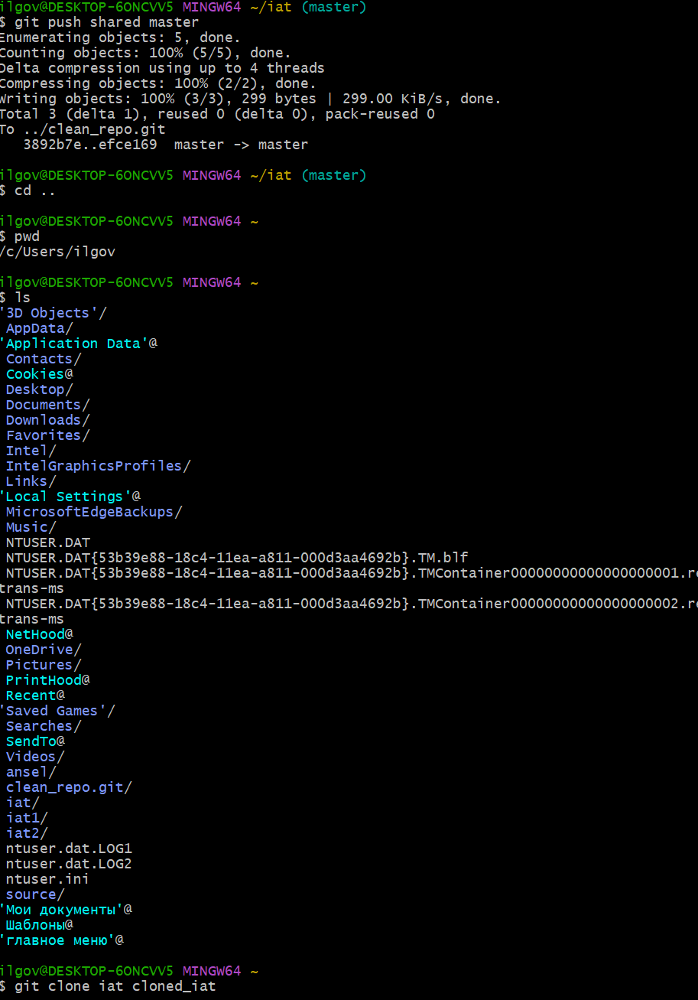 ilgov@DESKTOP-6ONCVV5 MINGW64 ~/iat (master)
$ git push shared master
Enumerating objects: 5, done.
Counting objects: 100% (5/5), done.
Delta compression using up to 4 threads
Compressing objects: 100% (2/2), done.
Writing objects: 100% (3/3), 299 bytes | 299.00 KiB/s, done.
Total 3 (delta 1), reused 0 (delta 0), pack-reused 0
To ../clean_repo.git
   3892b7e..efce169  master -> master

ilgov@DESKTOP-6ONCVV5 MINGW64 ~/iat (master)
$ cd ..

ilgov@DESKTOP-6ONCVV5 MINGW64 ~
$ pwd
/c/Users/ilgov

ilgov@DESKTOP-6ONCVV5 MINGW64 ~
$ ls
'3D Objects'/
 AppData/
'Application Data'@
 Contacts/
 Cookies@
 Desktop/
 Documents/
 Downloads/
 Favorites/
 Intel/
 IntelGraphicsProfiles/
 Links/
'Local Settings'@
 MicrosoftEdgeBackups/
 Music/
 NTUSER.DAT
 NTUSER.DAT{53b39e88-18c4-11ea-a811-000d3aa4692b}.TM.blf
 NTUSER.DAT{53b39e88-18c4-11ea-a811-000d3aa4692b}.TMContainer00000000000000000001.re
trans-ms
 NTUSER.DAT{53b39e88-18c4-11ea-a811-000d3aa4692b}.TMContainer00000000000000000002.re
trans-ms
 NetHood@
 OneDrive/
 Pictures/
 PrintHood@
 Recent@
'Saved Games'/
 Searches/
 SendTo@
 Videos/
 ansel/
 clean_repo.git/
 iat/
 iat1/
 iat2/
 ntuser.dat.LOG1
 ntuser.dat.LOG2
 ntuser.ini
 source/
'Мои документы'@
 Шаблоны@
'главное меню'@

ilgov@DESKTOP-6ONCVV5 MINGW64 ~
$ git clone iat cloned_iat